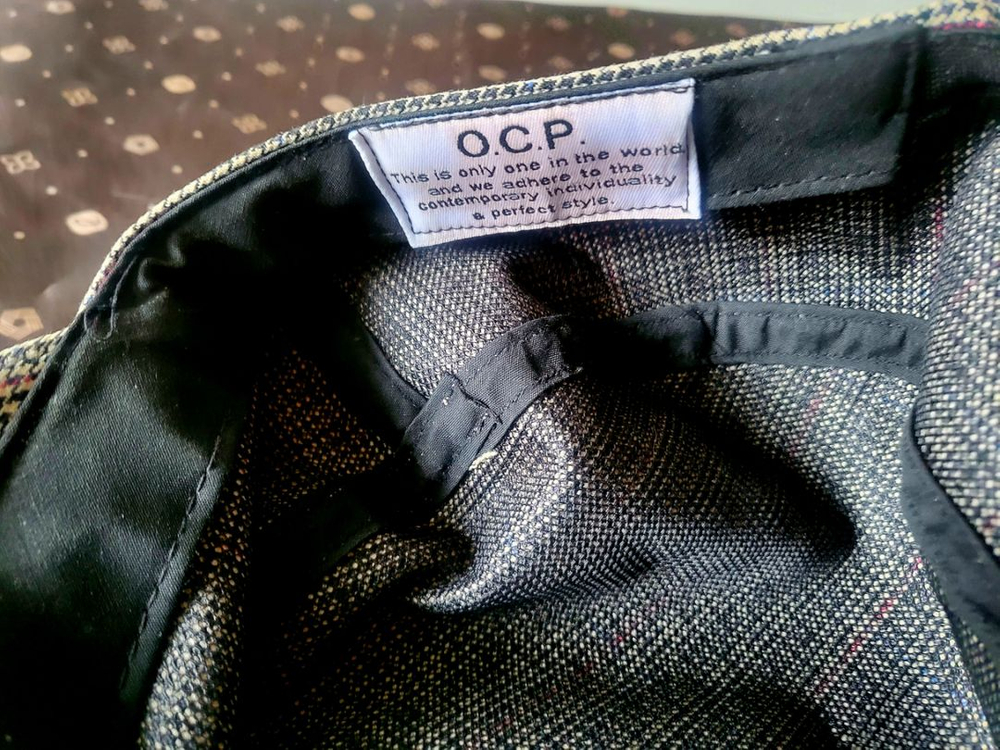 O.C.P.
This is only one in the world
and we adhere to the
contemporary individuality
a perfect style.